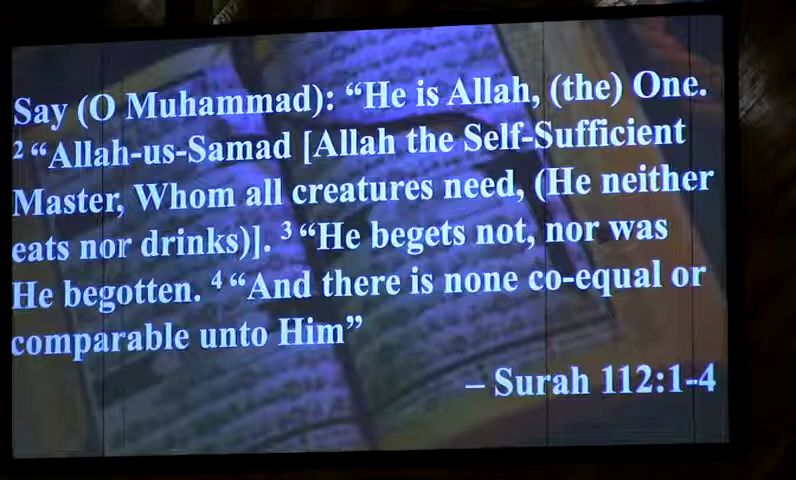 Say (O Muhammad): “He is Allah, (the) One.
² “Allah-us-Samad [Allah the Self-Sufficient
Master, Whom all creatures need, (He neither
eats nor drinks)]. ³ “He begets not, nor was
He begotten. ⁴ “And there is none co-equal or
comparable unto Him”
– Surah 112:1-4